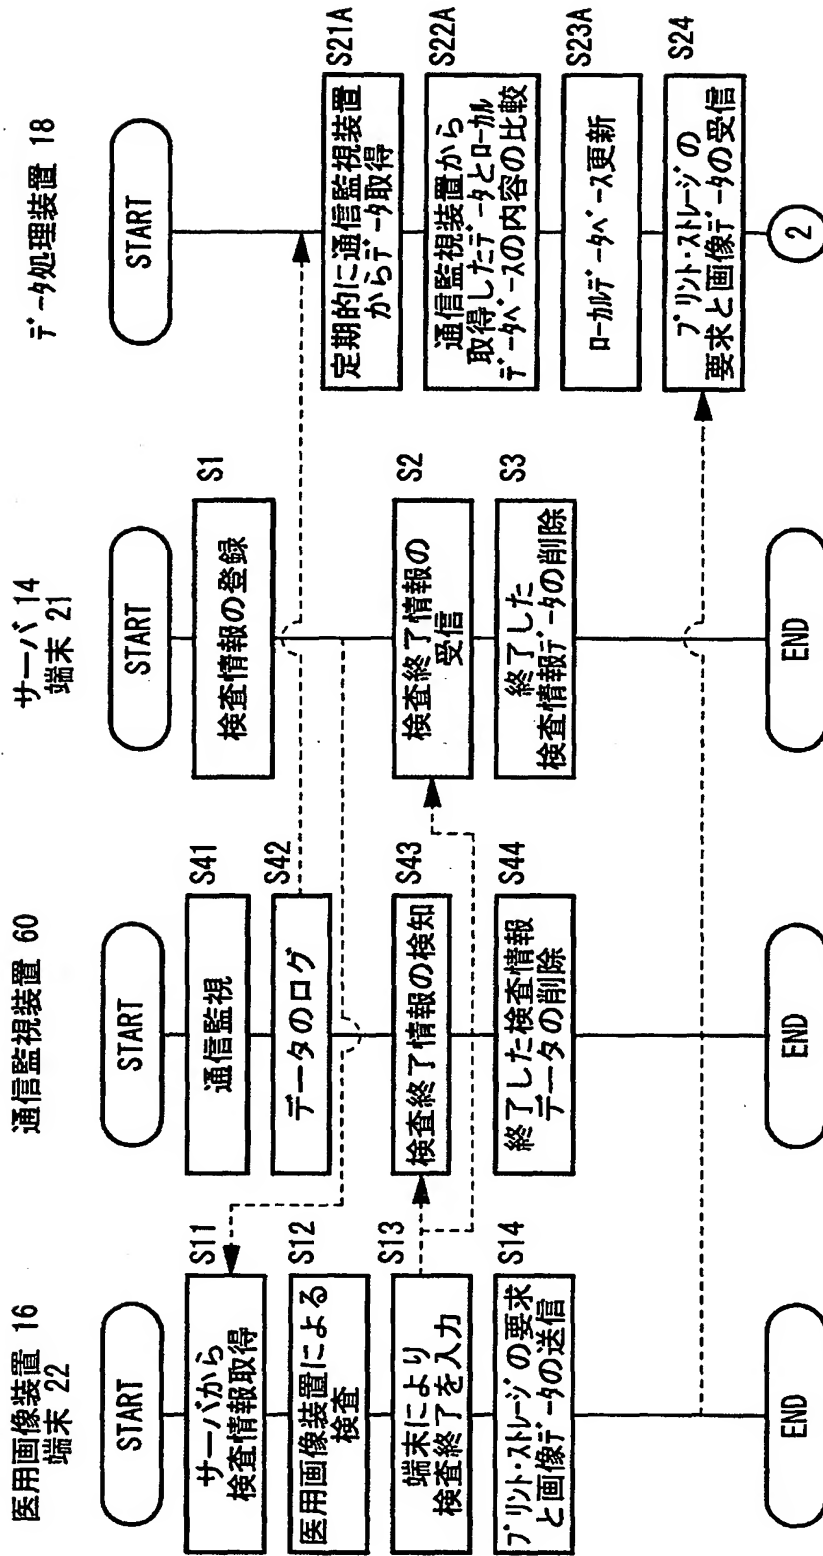 医用画像装置 16
端末 22
START
S11
サーバから
検査情報取得
S12
医用画像装置による
検査
S13
端末により
検査終了を入力
S14
プリント・ストレージの要求
と画像データの送信
END
通信監視装置 60
START
S41
通信監視
S42
データのログ
S43
検査終了情報の検知
S44
終了した検査情報
データの削除
END
サーバ 14
端末 21
START
S1
検査情報の登録
S2
検査終了情報の
受信
S3
終了した
検査情報データの削除
END
データ処理装置 18
START
S21A
定期的に通信監視装置
からデータ取得
S22A
通信監視装置から
取得したデータとローカル
データベースの内容の比較
S23A
ローカルデータベース更新
S24
プリント・ストレージの
要求と画像データの受信
2